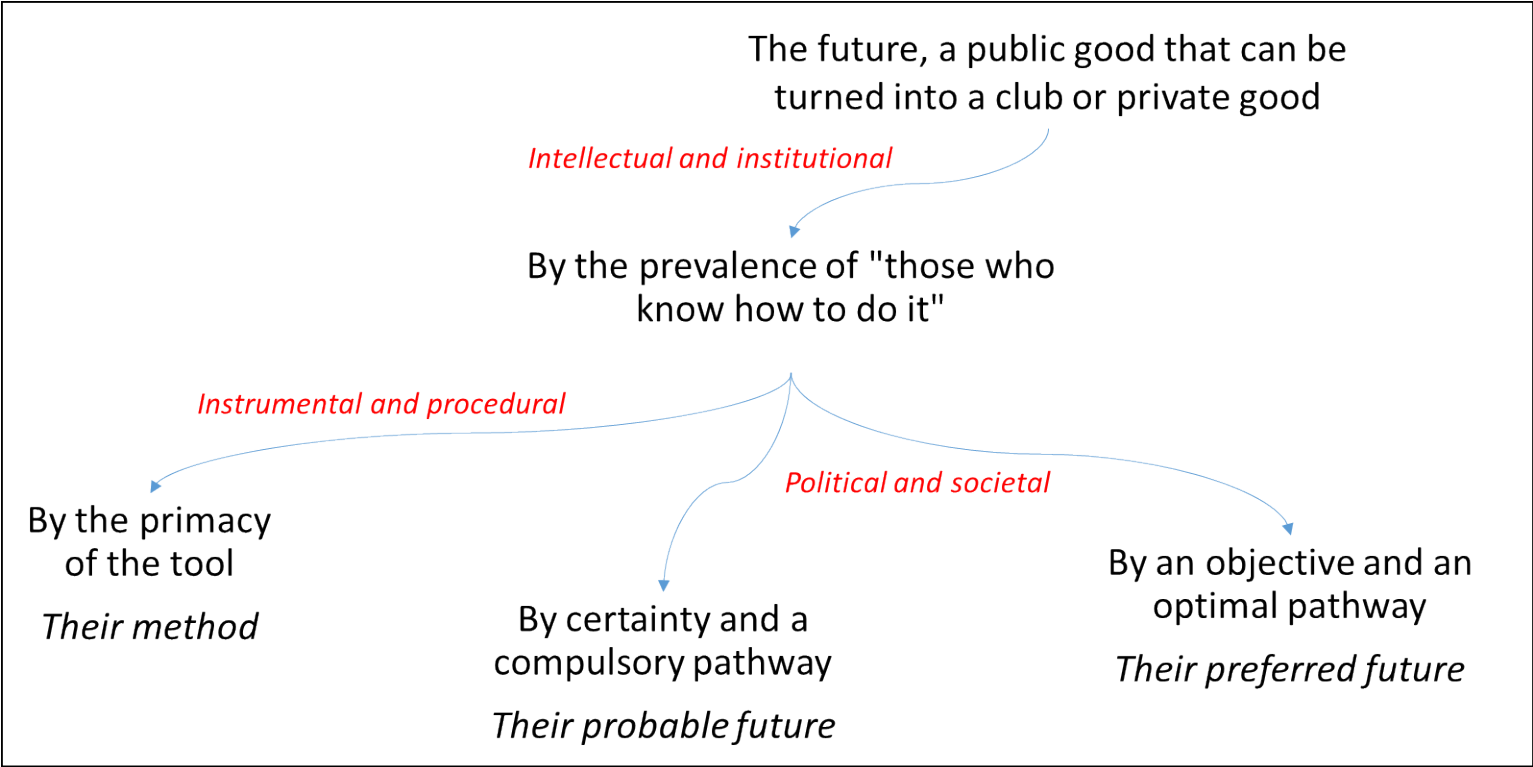 The future, a public good that can be
turned into a club or private good
Intellectual and institutional
By the prevalence of "those who
know how to do it"
Instrumental and procedural
Political and societal
By the primacy
of the tool
Their method
By certainty and a
compulsory pathway
Their probable future
By an objective and an
optimal pathway
Their preferred future